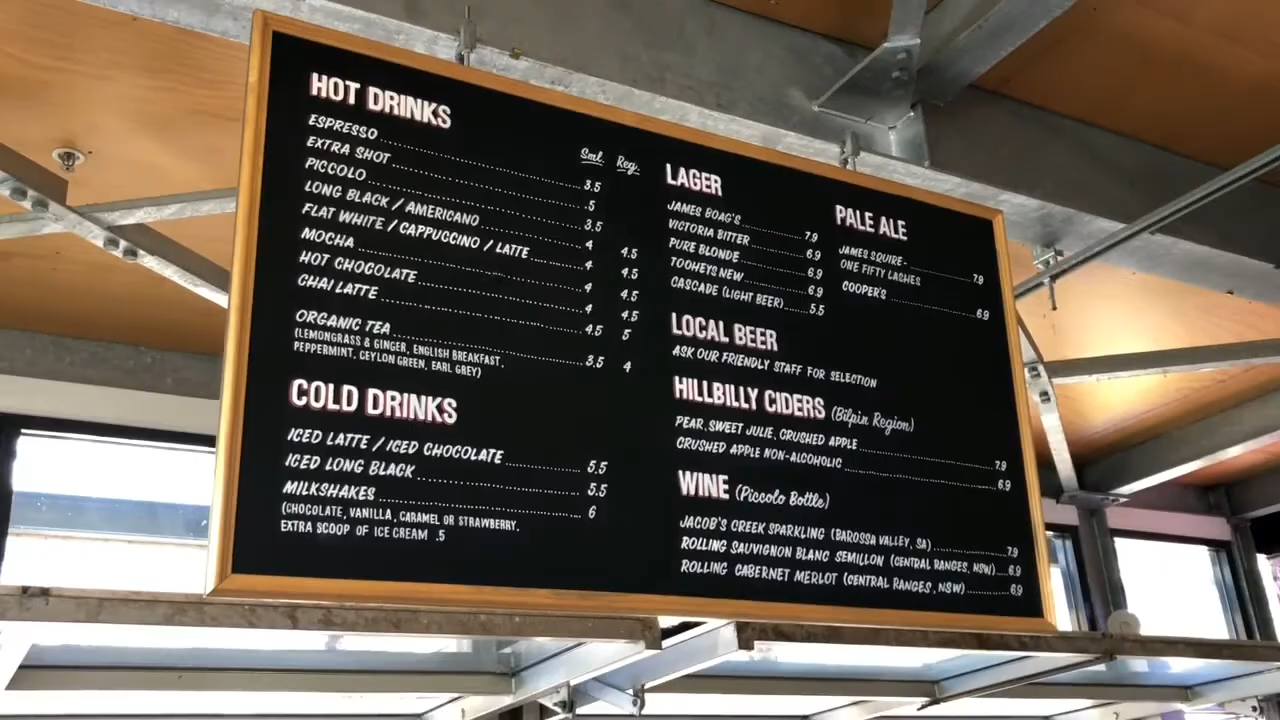 HOT DRINKS
Sml. Reg.
ESPRESSO 3.5
EXTRA SHOT .5
PICCOLO 3.5
LONG BLACK / AMERICANO 4 4.5
FLAT WHITE / CAPPUCCINO / LATTE 4 4.5
MOCHA 4 4.5
HOT CHOCOLATE 4 4.5
CHAI LATTE 4.5 5
ORGANIC TEA 3.5 4
(LEMONGRASS & GINGER, ENGLISH BREAKFAST,
PEPPERMINT, CEYLON GREEN, EARL GREY)
COLD DRINKS
ICED LATTE / ICED CHOCOLATE 5.5
ICED LONG BLACK 5.5
MILKSHAKES 6
(CHOCOLATE, VANILLA, CARAMEL OR STRAWBERRY.
EXTRA SCOOP OF ICE CREAM .5
LAGER
JAMES BOAG'S 7.9
VICTORIA BITTER 6.9
PURE BLONDE 6.9
TOOHEYS NEW 6.9
CASCADE (LIGHT BEER) 5.5
PALE ALE
JAMES SQUIRE - 7.9
ONE FIFTY LASHES
COOPER'S 6.9
LOCAL BEER
ASK OUR FRIENDLY STAFF FOR SELECTION
HILLBILLY CIDERS (Bilpin Region)
PEAR, SWEET JULIE, CRUSHED APPLE 7.9
CRUSHED APPLE NON-ALCOHOLIC 6.9
WINE (Piccolo Bottle)
JACOB'S CREEK SPARKLING (BAROSSA VALLEY, SA) 7.9
ROLLING SAUVIGNON BLANC SEMILLON (CENTRAL RANGES, NSW) 6.9
ROLLING CABERNET MERLOT (CENTRAL RANGES, NSW) 6.9